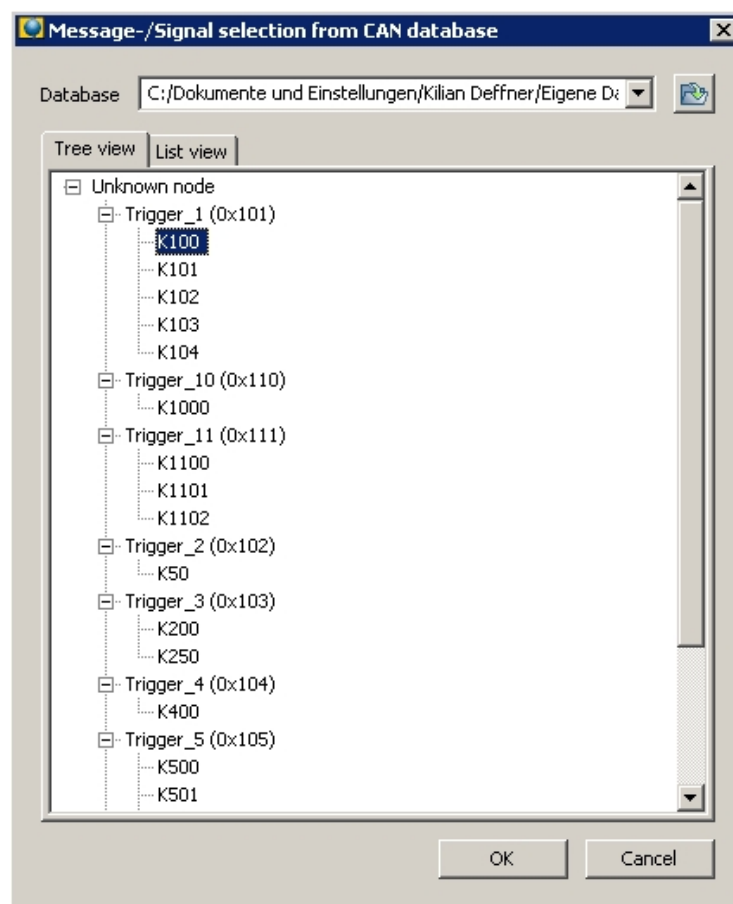 Message-/Signal selection from CAN database
Database C:/Dokumente und Einstellungen/Kilian Deffner/Eigene
Tree view List view
Unknown node
Trigger_1 (0x101)
K100
K101
K102
K103
K104
Trigger_10 (0x110)
K1000
Trigger_11 (0x111)
K1100
K1101
K1102
Trigger_2 (0x102)
K50
Trigger_3 (0x103)
K200
K250
Trigger_4 (0x104)
K400
Trigger_5 (0x105)
K500
K501
OK Cancel